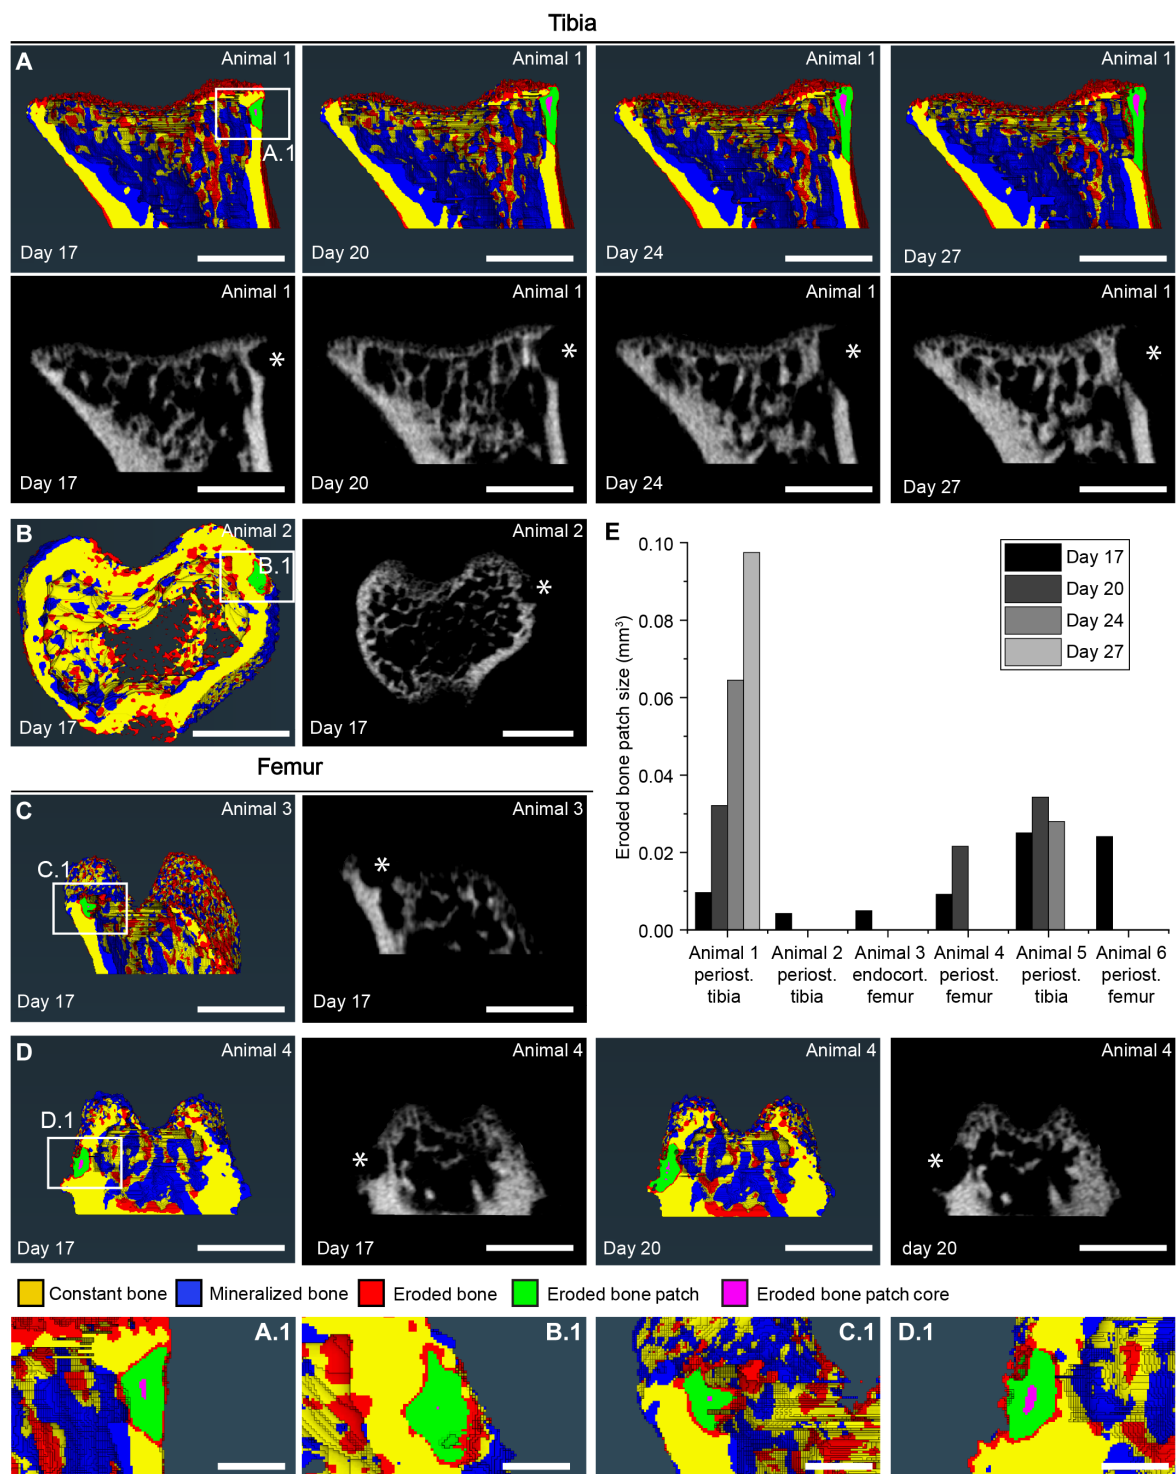 Tibia
A
Animal 1
A.1
Day 17
Animal 1
Day 20
Animal 1
Day 24
Animal 1
Day 27
Animal 1
*
Day 17
Animal 1
*
Day 20
Animal 1
*
Day 24
Animal 1
*
Day 27
B
Animal 2
B.1
Day 17
Animal 2
*
Day 17
Femur
C
Animal 3
C.1
Day 17
Animal 3
*
Day 17
E
Eroded bone patch size (mm³)
0.10
0.08
0.06
0.04
0.02
0.00
Day 17
Day 20
Day 24
Day 27
Animal 1
periost.
tibia
Animal 2
periost.
tibia
Animal 3
endocort.
femur
Animal 4
periost.
femur
Animal 5
periost.
tibia
Animal 6
periost.
femur
D
Animal 4
D.1
Day 17
Animal 4
*
Day 17
Animal 4
Day 20
Animal 4
*
day 20
Constant bone
Mineralized bone
Eroded bone
Eroded bone patch
Eroded bone patch core
A.1
B.1
C.1
D.1